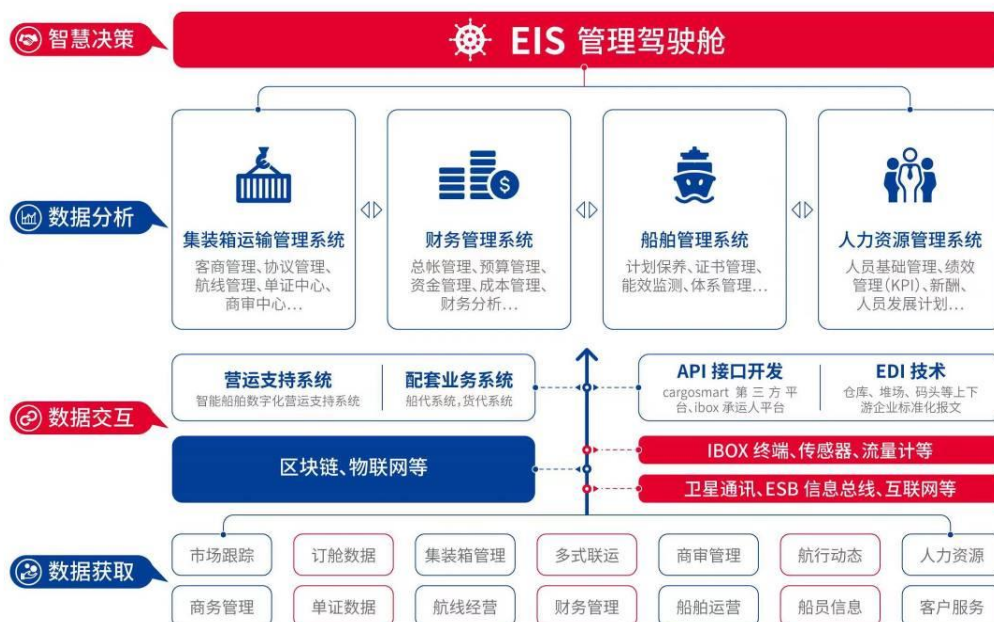 智慧决策
EIS 管理驾驶舱
数据分析
集装箱运输管理系统
客商管理、协议管理、
航线管理、单证中心、
商审中心...
财务管理系统
总帐管理、预算管理、
资金管理、成本管理、
财务分析...
$
船舶管理系统
计划保养、证书管理、
能效监测、体系管理...
人力资源管理系统
人员基础管理、绩效
管理(KPI)、新酬、
人员发展计划...
数据交互
营运支持系统
智能船舶数字化营运支持系统
配套业务系统
船代系统,货代系统
API 接口开发
cargosmart 第三方平
台、ibox 承运人平台
EDI 技术
仓库、堆场、码头等上下
游企业标准化报文
区块链、物联网等
IBOX 终端、传感器、流量计等
卫星通讯、ESB 信息总线、互联网等
数据获取
市场跟踪 订舱数据 集装箱管理 多式联运 商审管理 航行动态 人力资源
商务管理 单证数据 航线经营 财务管理 船舶运营 船员信息 客户服务